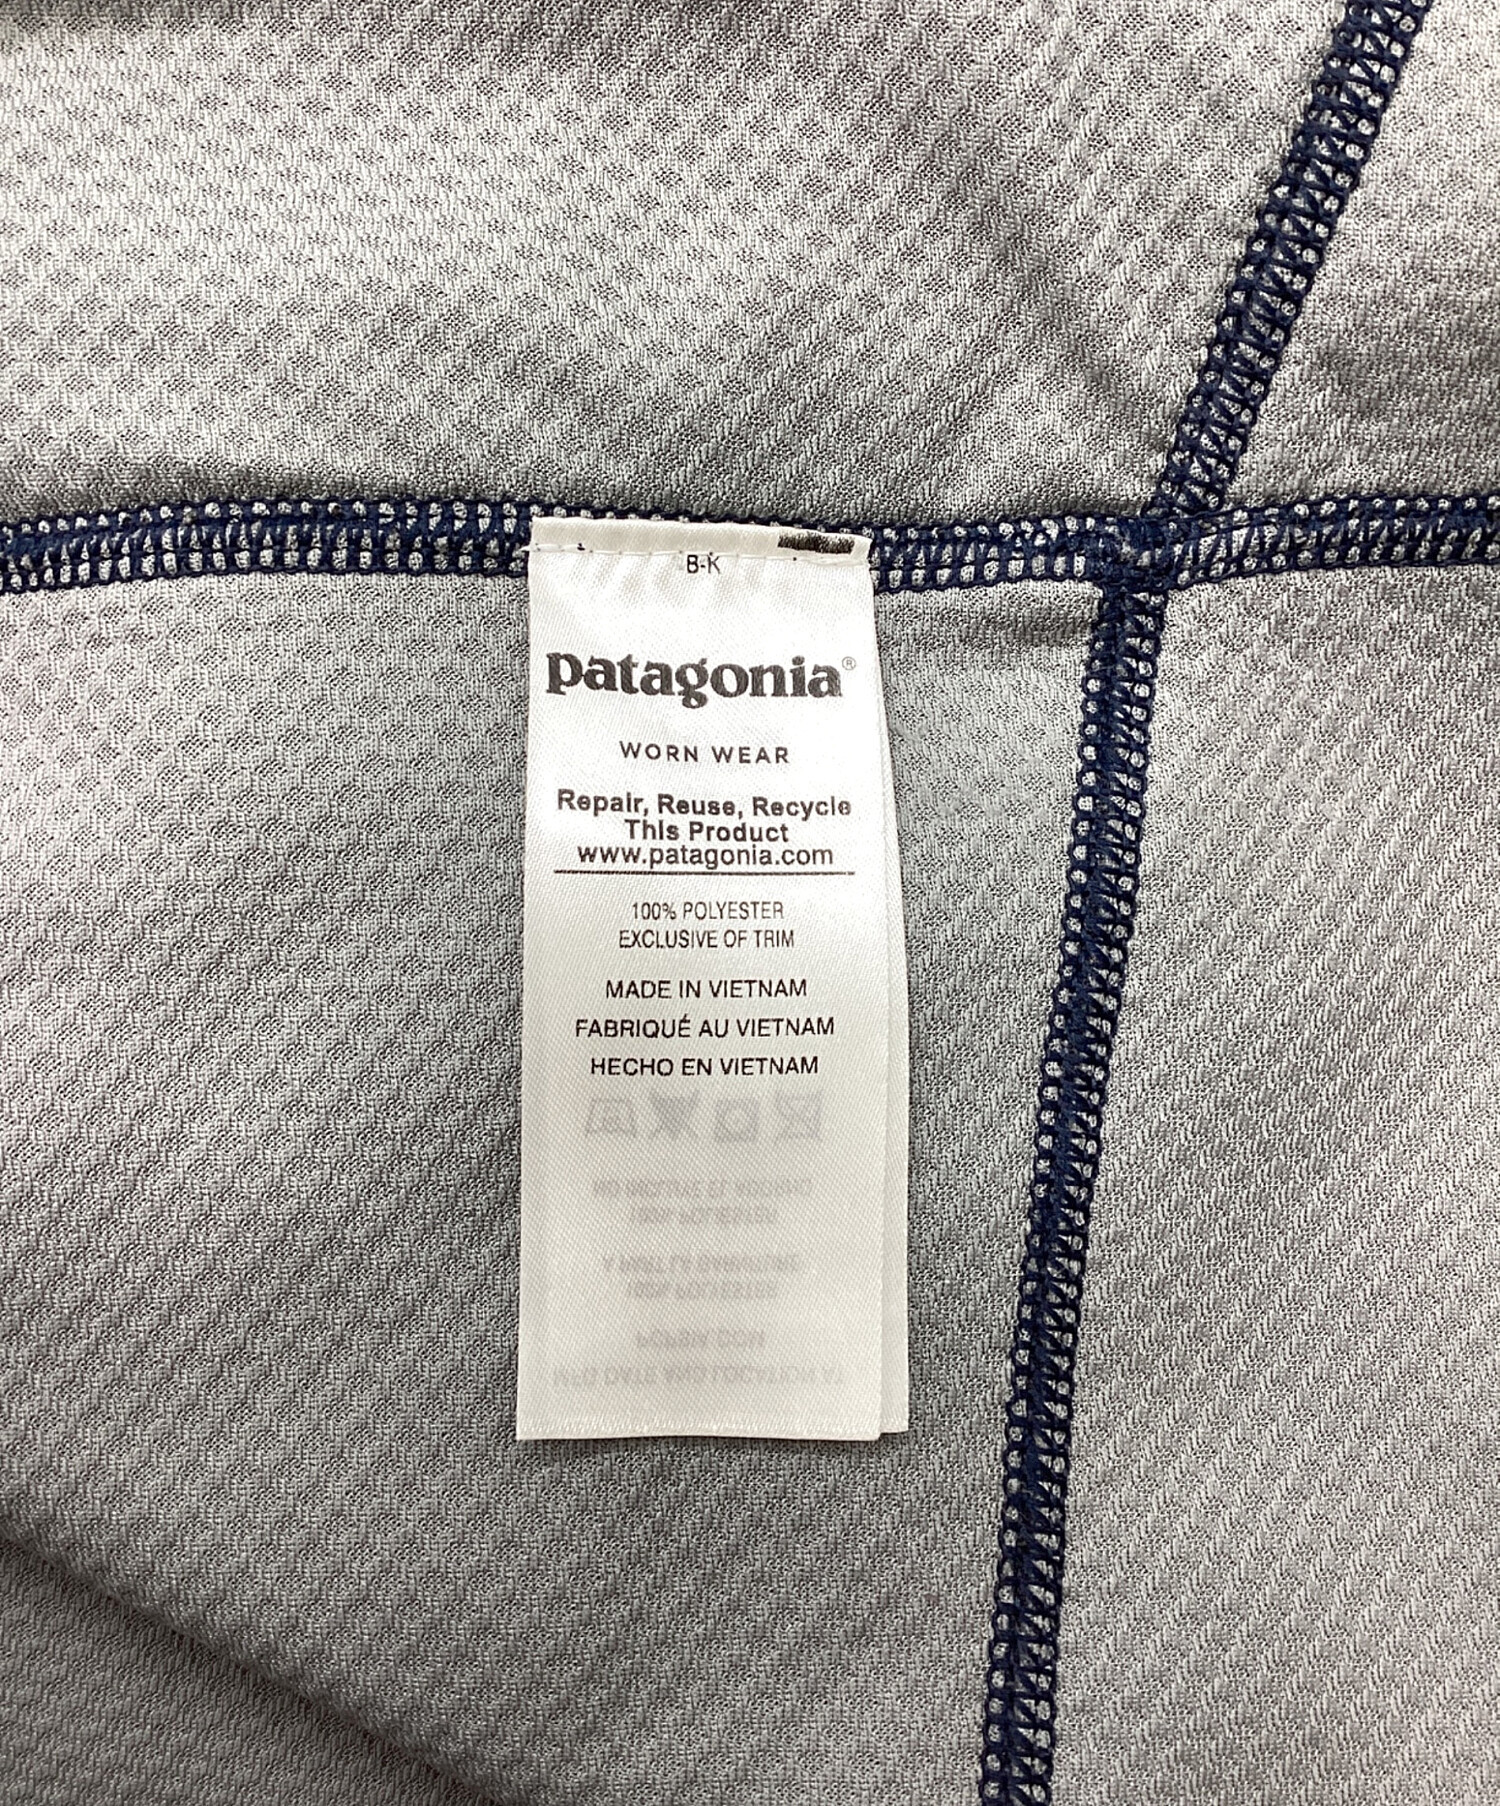 B-K
patagonia®
WORN WEAR
Repair, Reuse, Recycle
This Product
www.patagonia.com
100% POLYESTER
EXCLUSIVE OF TRIM
MADE IN VIETNAM
FABRIQUÉ AU VIETNAM
HECHO EN VIETNAM